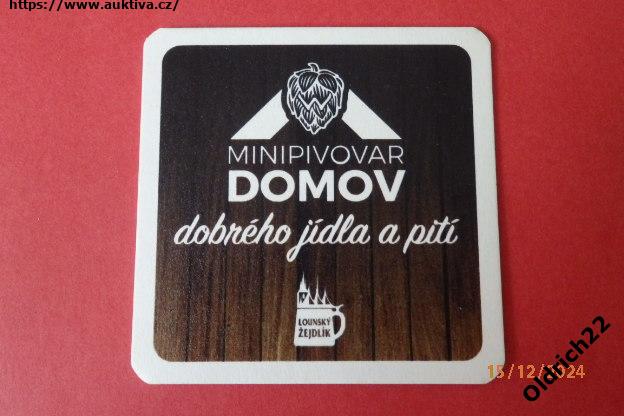 https://www.auktiva.cz/
MINIPIVOVAR
DOMOV
dobrého jídla a pití
LOUNSKÝ
ŽEJDLÍK
15/12/2024
Oldrich22